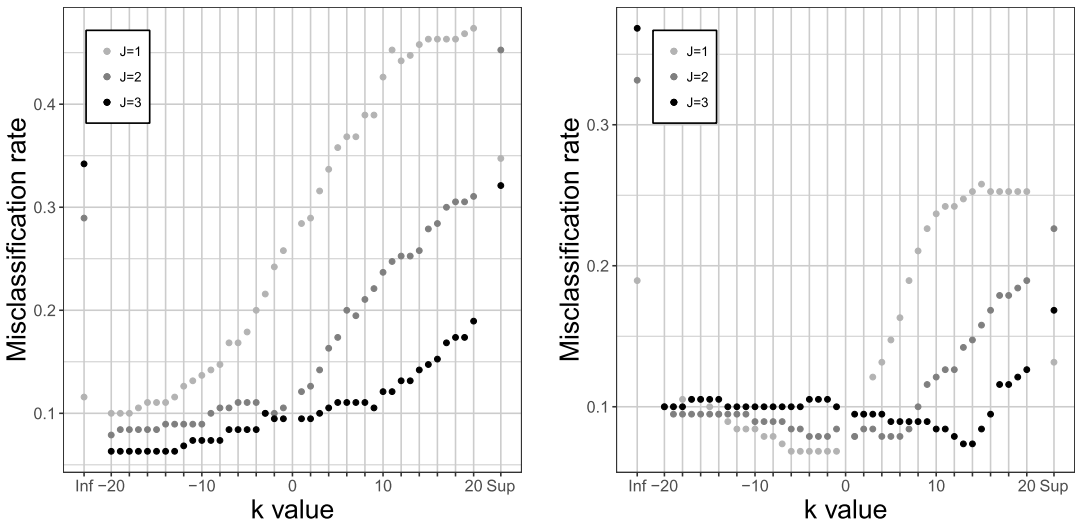 Misclassification rate
J=1
J=2
J=3
0.4
0.3
0.2
0.1
Inf −20 −10 0 10 20 Sup
k value
Misclassification rate
J=1
J=2
J=3
0.3
0.2
0.1
Inf −20 −10 0 10 20 Sup
k value